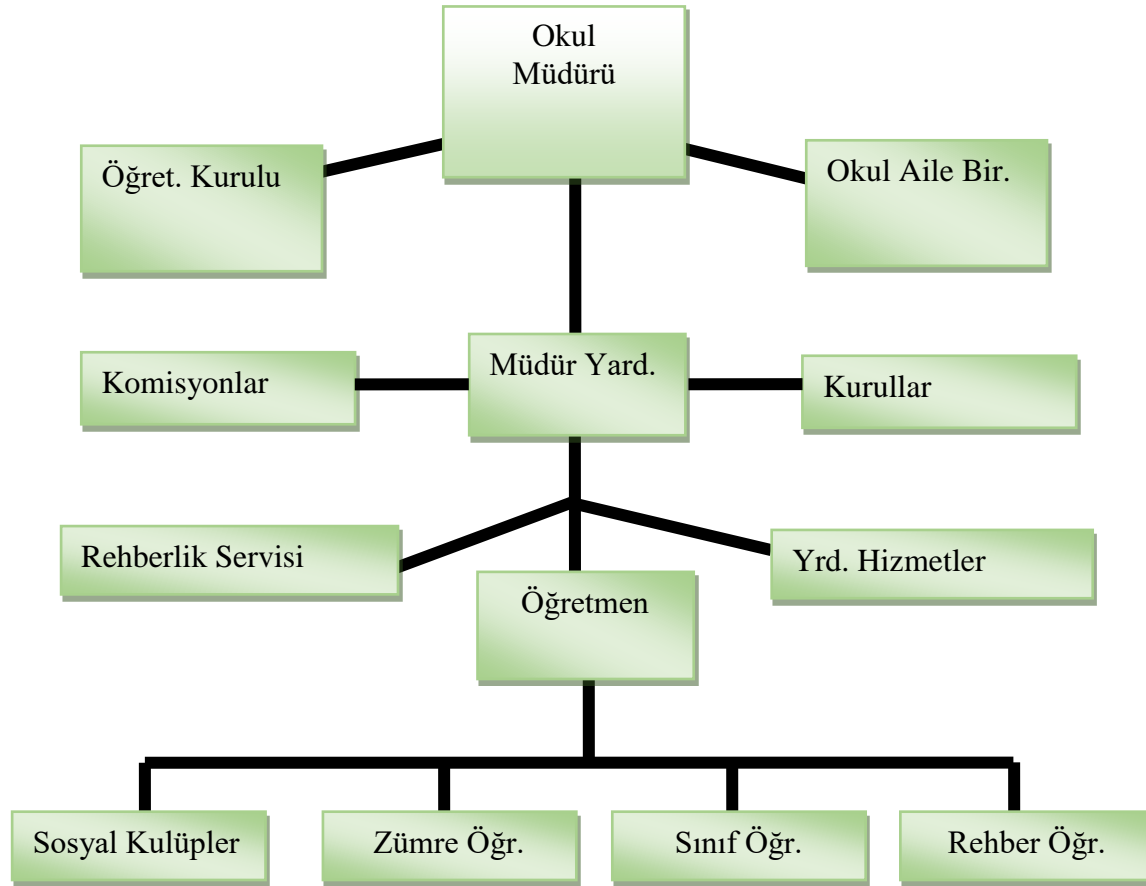 Okul
Müdürü
Öğret. Kurulu
Okul Aile Bir.
Komisyonlar
Müdür Yard.
Kurullar
Rehberlik Servisi
Yrd. Hizmetler
Öğretmen
Sosyal Kulüpler
Zümre Öğr.
Sınıf Öğr.
Rehber Öğr.